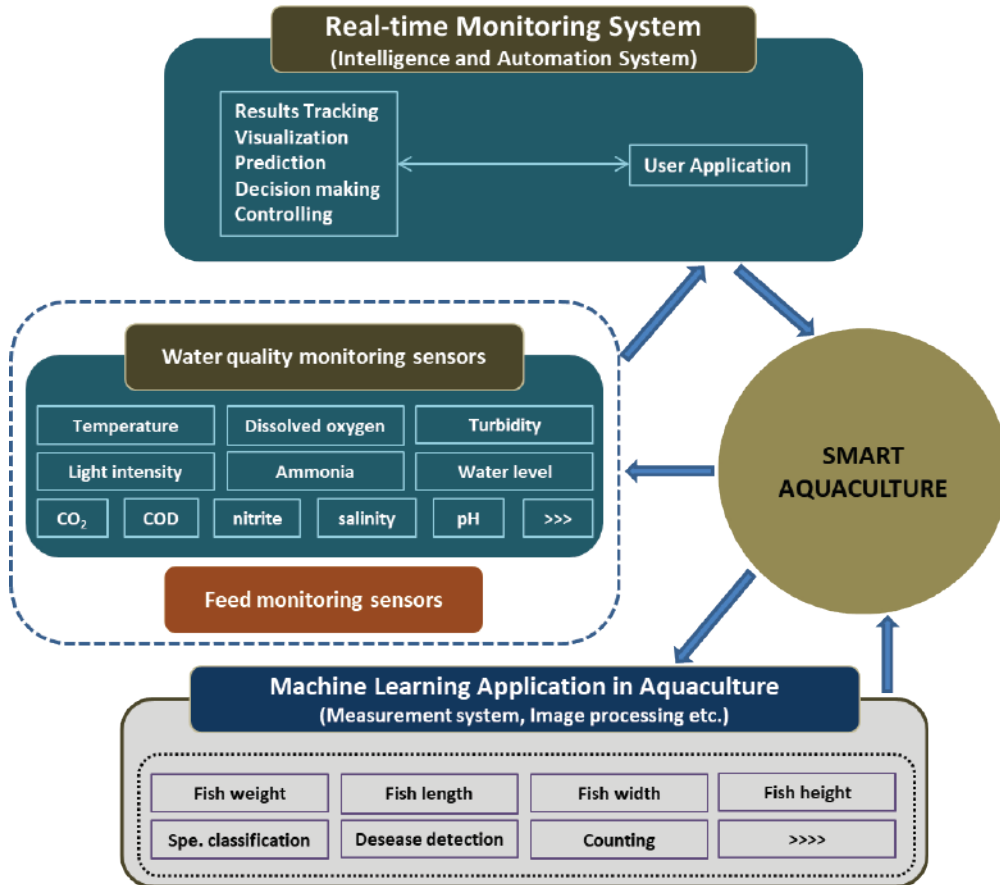 Real-time Monitoring System
(Intelligence and Automation System)
Results Tracking
Visualization
Prediction
Decision making
Controlling
User Application
Water quality monitoring sensors
Temperature
Dissolved oxygen
Turbidity
Light intensity
Ammonia
Water level
CO₂
COD
nitrite
salinity
pH
>>>
Feed monitoring sensors
SMART
AQUACULTURE
Machine Learning Application in Aquaculture
(Measurement system, Image processing etc.)
Fish weight
Fish length
Fish width
Fish height
Spe. classification
Desease detection
Counting
>>>>